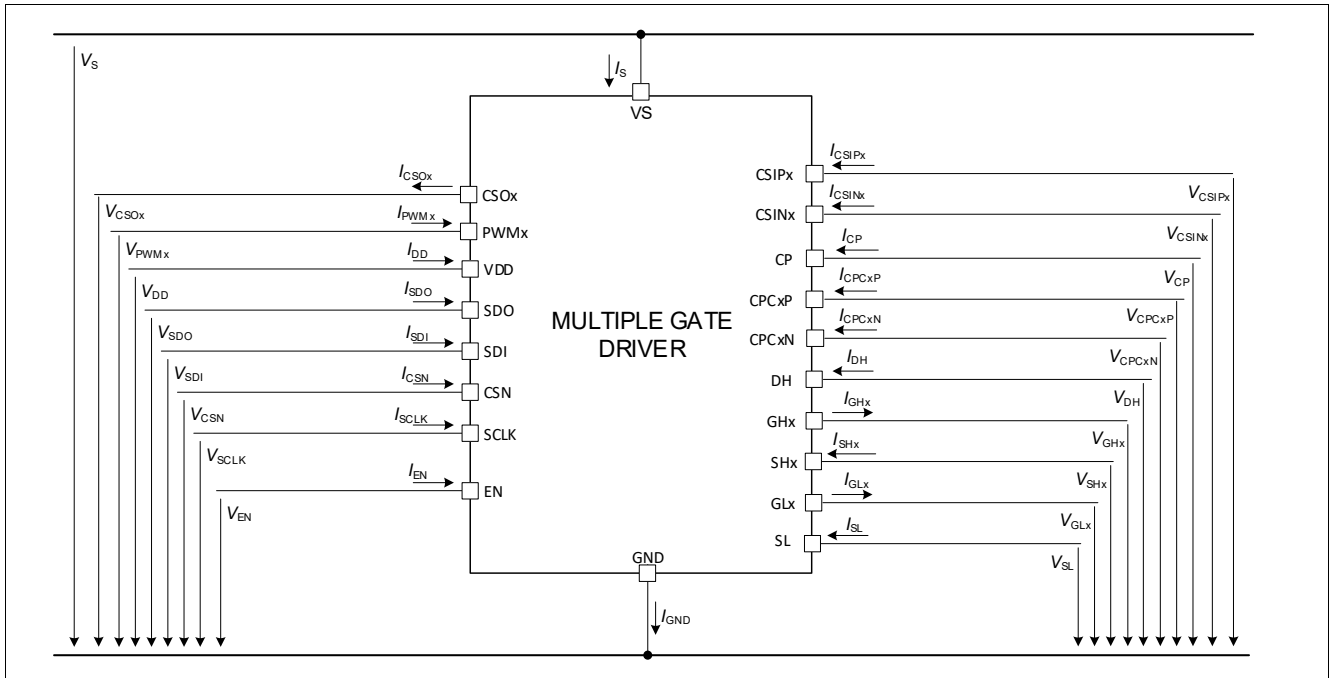 VS
IS
VS
ICSOx
CSOx
VCSOx
IPWMx
PWMx
VPWMx
IDD
VDD
VDD
ISDO
SDO
VSDO
ISDI
SDI
VSDI
ICSN
CSN
VCSN
ISCLK
SCLK
VSCLK
IEN
EN
VEN
MULTIPLE GATE
DRIVER
ICSIPx
CSIPx
VCSIPx
ICSINx
CSINx
VCSINx
ICP
CP
VCP
ICPCxP
CPCxP
VCPCxP
ICPCxN
CPCxN
VCPCxN
IDH
DH
VDH
IGHx
GHx
VGHx
ISHx
SHx
VSHx
IGLx
GLx
VGLx
ISL
SL
VSL
GND
IGND